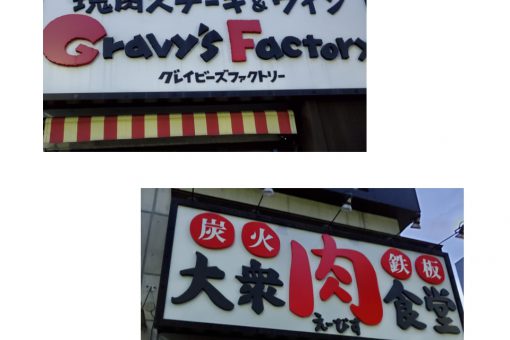 塊肉ステーキ&ワイン
Gravy's Factory
グレイビーズファクトリー
炭火 鉄板
大衆肉食堂
えーびす